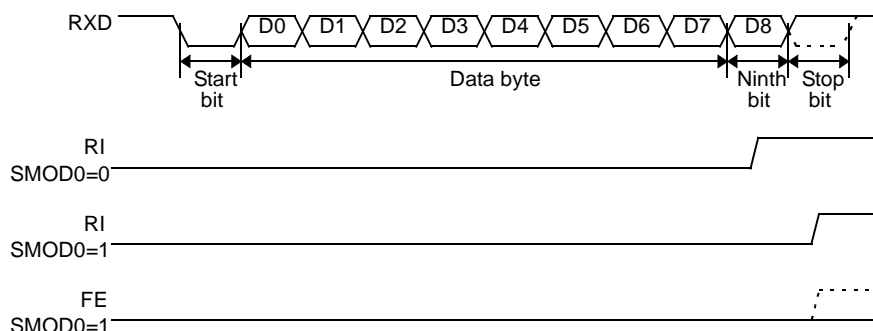 RXD
D0 D1 D2 D3 D4 D5 D6 D7 D8
Start
bit
Data byte
Ninth
bit
Stop
bit
RI
SMOD0=0
RI
SMOD0=1
FE
SMOD0=1